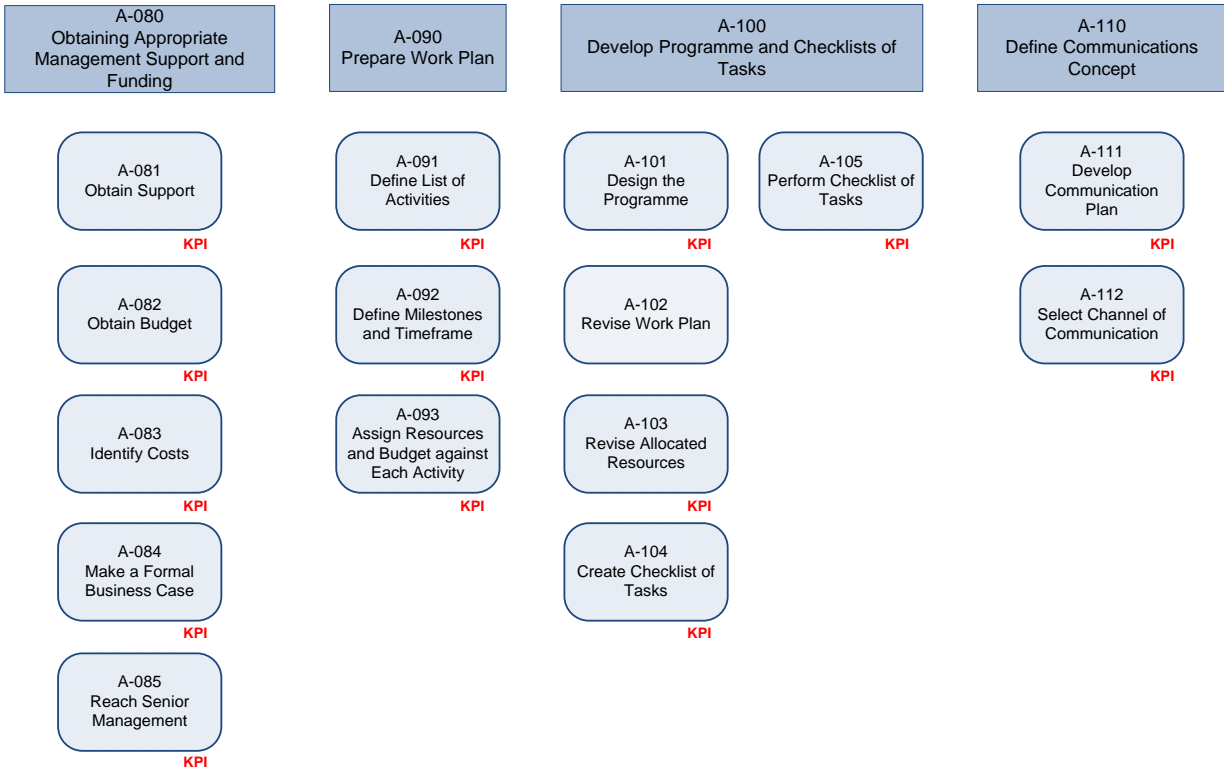 A-080
Obtaining Appropriate
Management Support and
Funding
A-090
Prepare Work Plan
A-100
Develop Programme and Checklists of
Tasks
A-110
Define Communications
Concept
A-081
Obtain Support
KPI
A-091
Define List of
Activities
KPI
A-101
Design the
Programme
KPI
A-105
Perform Checklist of
Tasks
KPI
A-111
Develop
Communication
Plan
KPI
A-082
Obtain Budget
KPI
A-092
Define Milestones
and Timeframe
KPI
A-102
Revise Work Plan
A-112
Select Channel of
Communication
KPI
A-083
Identify Costs
KPI
A-093
Assign Resources
and Budget against
Each Activity
KPI
A-103
Revise Allocated
Resources
KPI
A-084
Make a Formal
Business Case
KPI
A-104
Create Checklist of
Tasks
KPI
A-085
Reach Senior
Management
KPI